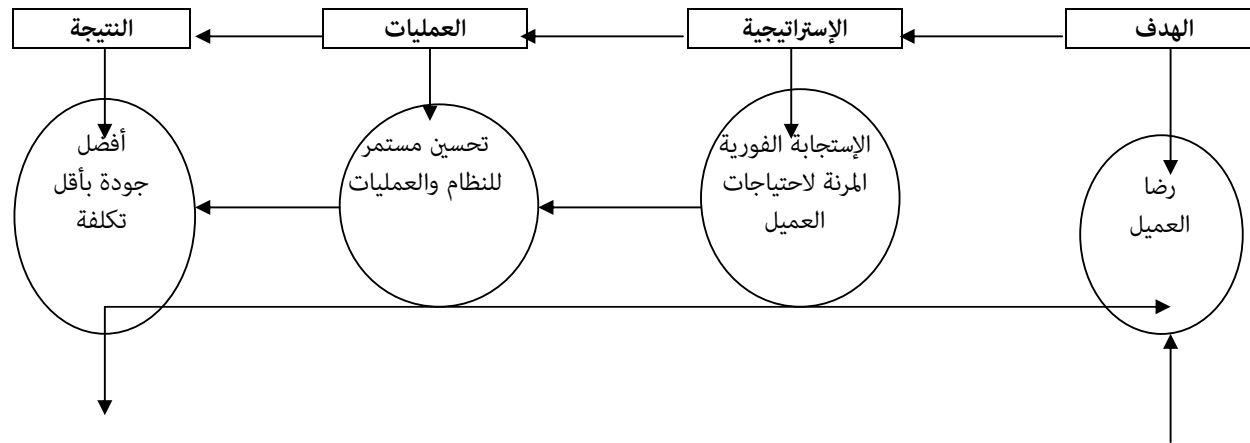 الهدف
الإستراتيجية
العمليات
النتيجة
رضا
العميل
الإستجابة الفورية
المرنة لاحتياجات
العميل
تحسين مستمر
للنظام والعمليات
أفضل
جودة بأقل
تكلفة